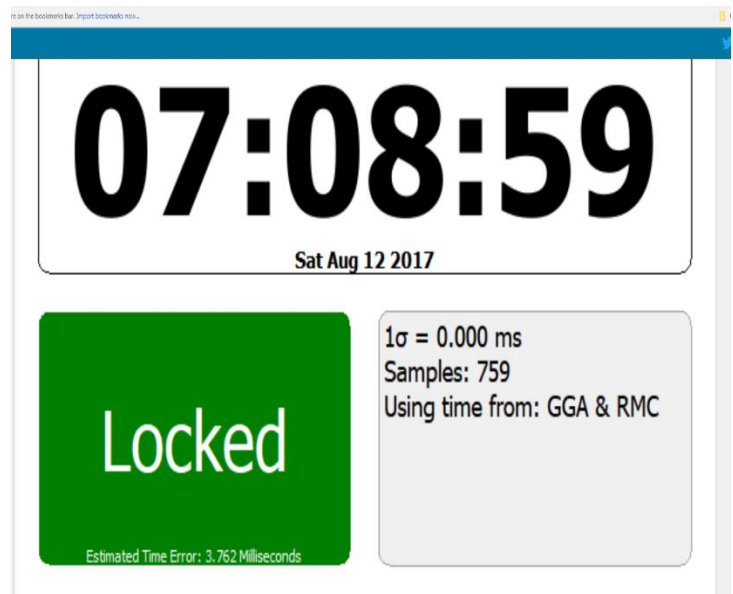 re on the bookmarks bar. Import bookmarks now...
07:08:59
Sat Aug 12 2017
Locked
Estimated Time Error: 3.762 Milliseconds
1σ = 0.000 ms
Samples: 759
Using time from: GGA & RMC